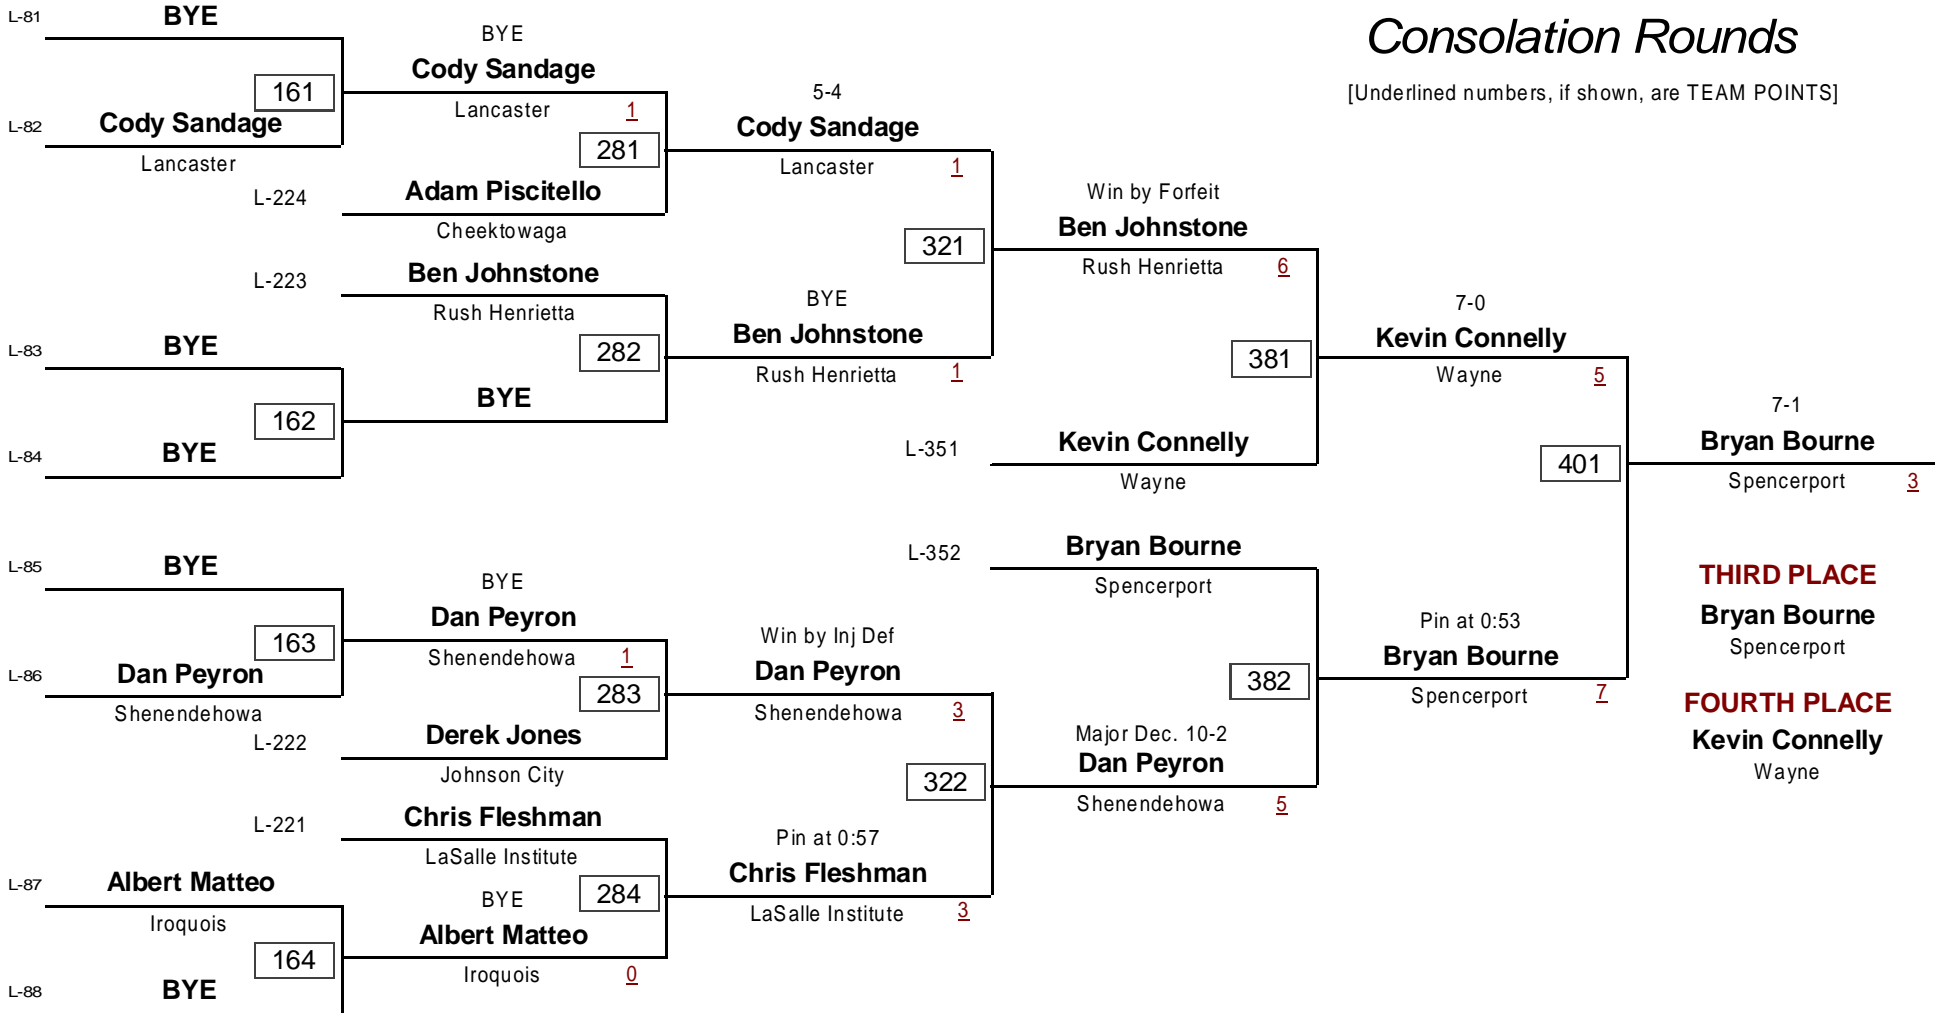 Consolation Rounds
[Underlined numbers, if shown, are TEAM POINTS]
L-81
BYE
161
L-82
Cody Sandage
Lancaster
BYE
Cody Sandage
Lancaster
1
281
L-224
Adam Piscitello
Cheektowaga
5-4
Cody Sandage
Lancaster
1
L-223
Ben Johnstone
Rush Henrietta
282
L-83
BYE
162
L-84
BYE
BYE
BYE
Ben Johnstone
Rush Henrietta
1
321
Win by Forfeit
Ben Johnstone
Rush Henrietta
6
381
L-351
Kevin Connelly
Wayne
7-0
Kevin Connelly
Wayne
5
401
7-1
Bryan Bourne
Spencerport
3
L-85
BYE
163
L-86
Dan Peyron
Shenendehowa
BYE
Dan Peyron
Shenendehowa
1
283
L-222
Derek Jones
Johnson City
Win by Inj Def
Dan Peyron
Shenendehowa
3
322
L-221
Chris Fleshman
LaSalle Institute
284
L-87
Albert Matteo
Iroquois
164
L-88
BYE
BYE
Albert Matteo
Iroquois
0
Pin at 0:57
Chris Fleshman
LaSalle Institute
3
L-352
Bryan Bourne
Spencerport
382
Major Dec. 10-2
Dan Peyron
Shenendehowa
5
Pin at 0:53
Bryan Bourne
Spencerport
7
THIRD PLACE
Bryan Bourne
Spencerport
FOURTH PLACE
Kevin Connelly
Wayne